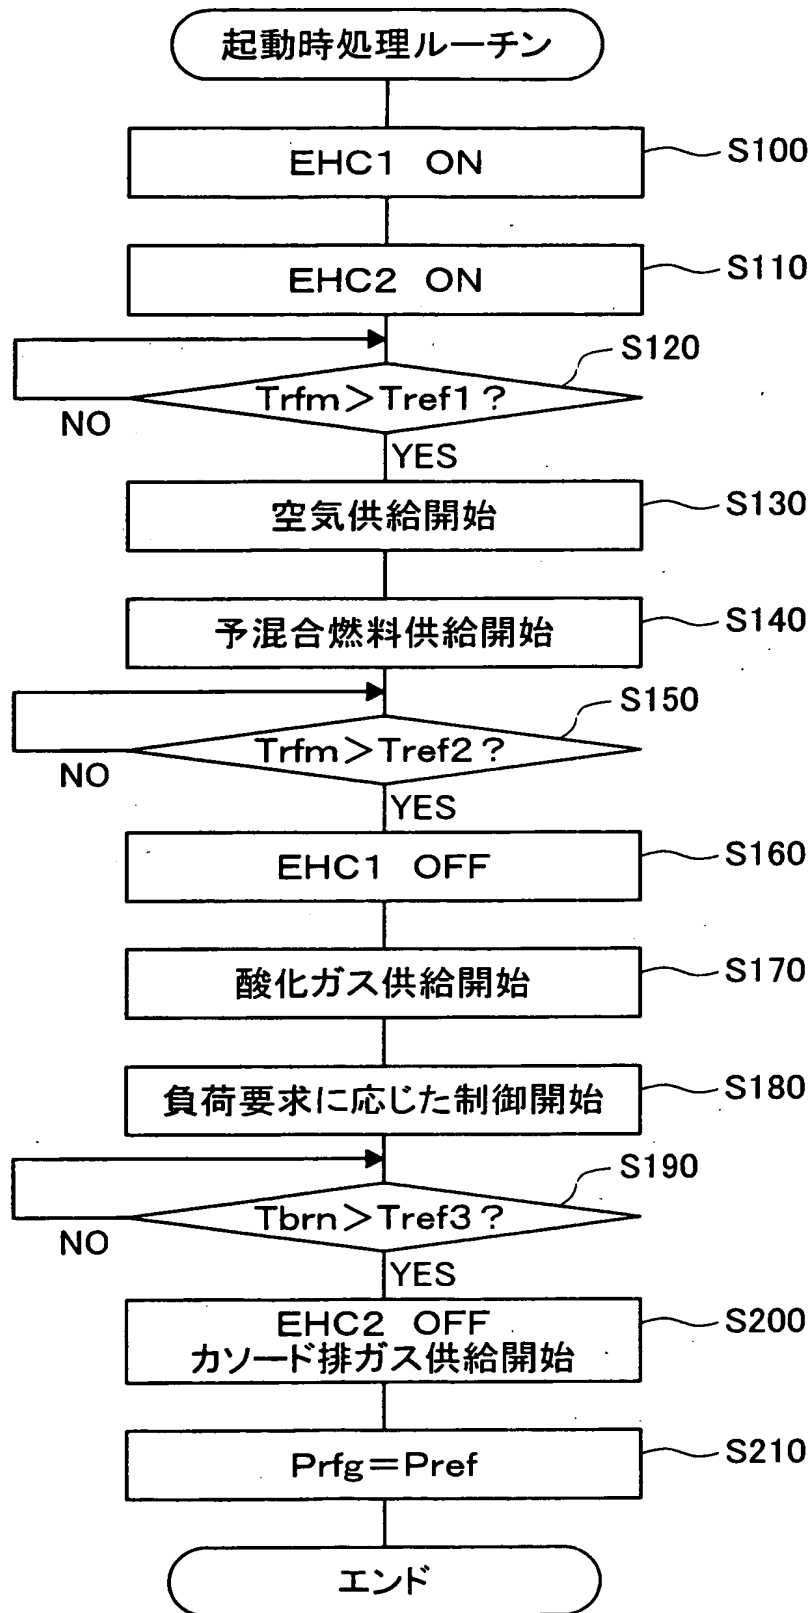 起動時処理ルーチン
EHC1 ON
S100
EHC2 ON
S110
S120
Trfm＞Tref1？
NO
YES
空気供給開始
S130
予混合燃料供給開始
S140
S150
Trfm＞Tref2？
NO
YES
EHC1 OFF
S160
酸化ガス供給開始
S170
負荷要求に応じた制御開始
S180
S190
Tbrn＞Tref3？
NO
YES
EHC2 OFF
カソード排ガス供給開始
S200
Prfg＝Pref
S210
エンド